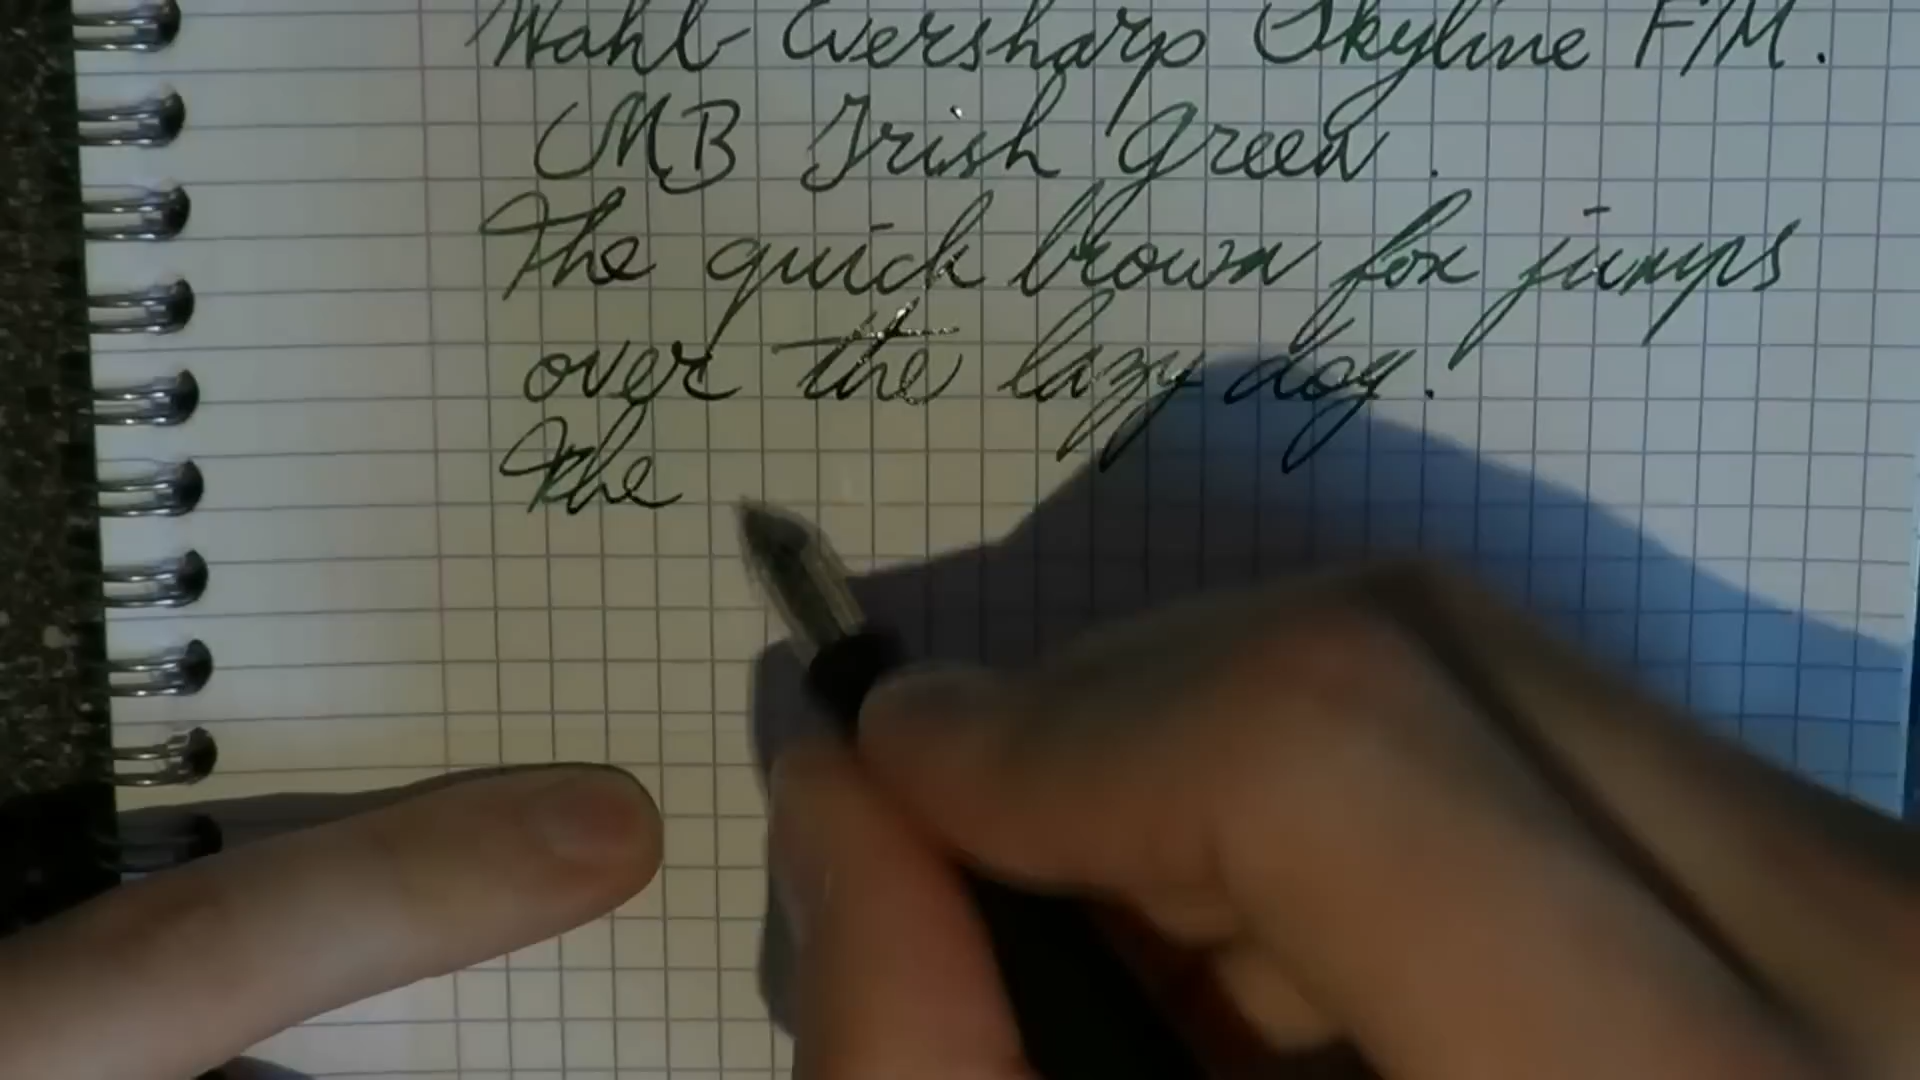 Wahl Eversharp Skyline F/M.
MB Irish Green.
The quick brown fox jumps
over the lazy dog.
The